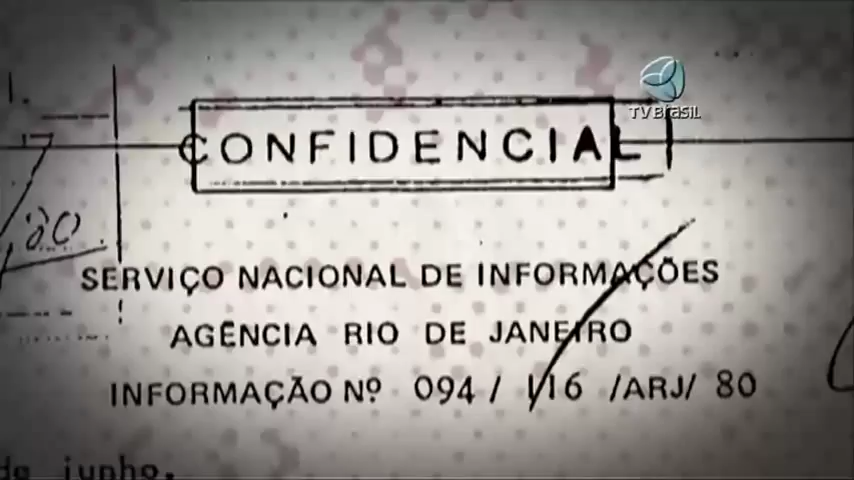 TV BRASIL
CONFIDENCIAL
80
SERVIÇO NACIONAL DE INFORMAÇÕES
AGÊNCIA RIO DE JANEIRO
INFORMAÇÃO Nº 094/ 116 /ARJ/ 80
de junho.